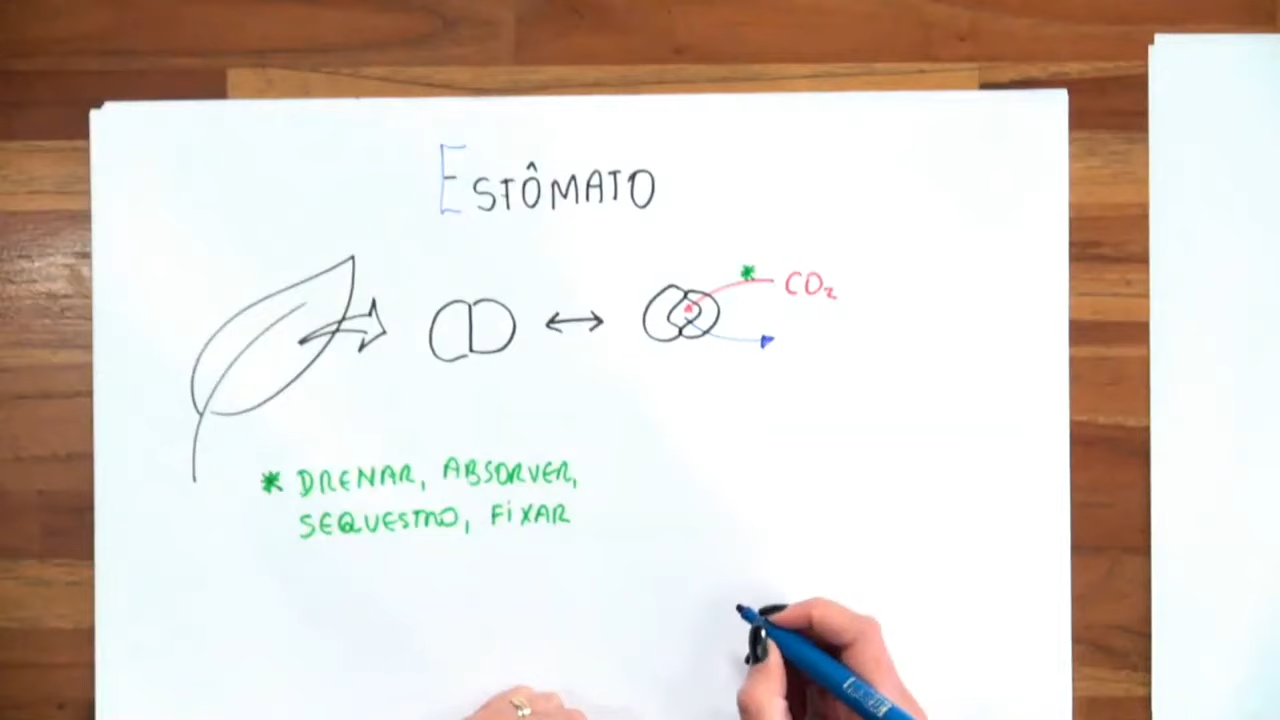 ESTÔMATO
* CO₂
* DRENAR, ABSORVER,
SEQUESTRO, FIXAR